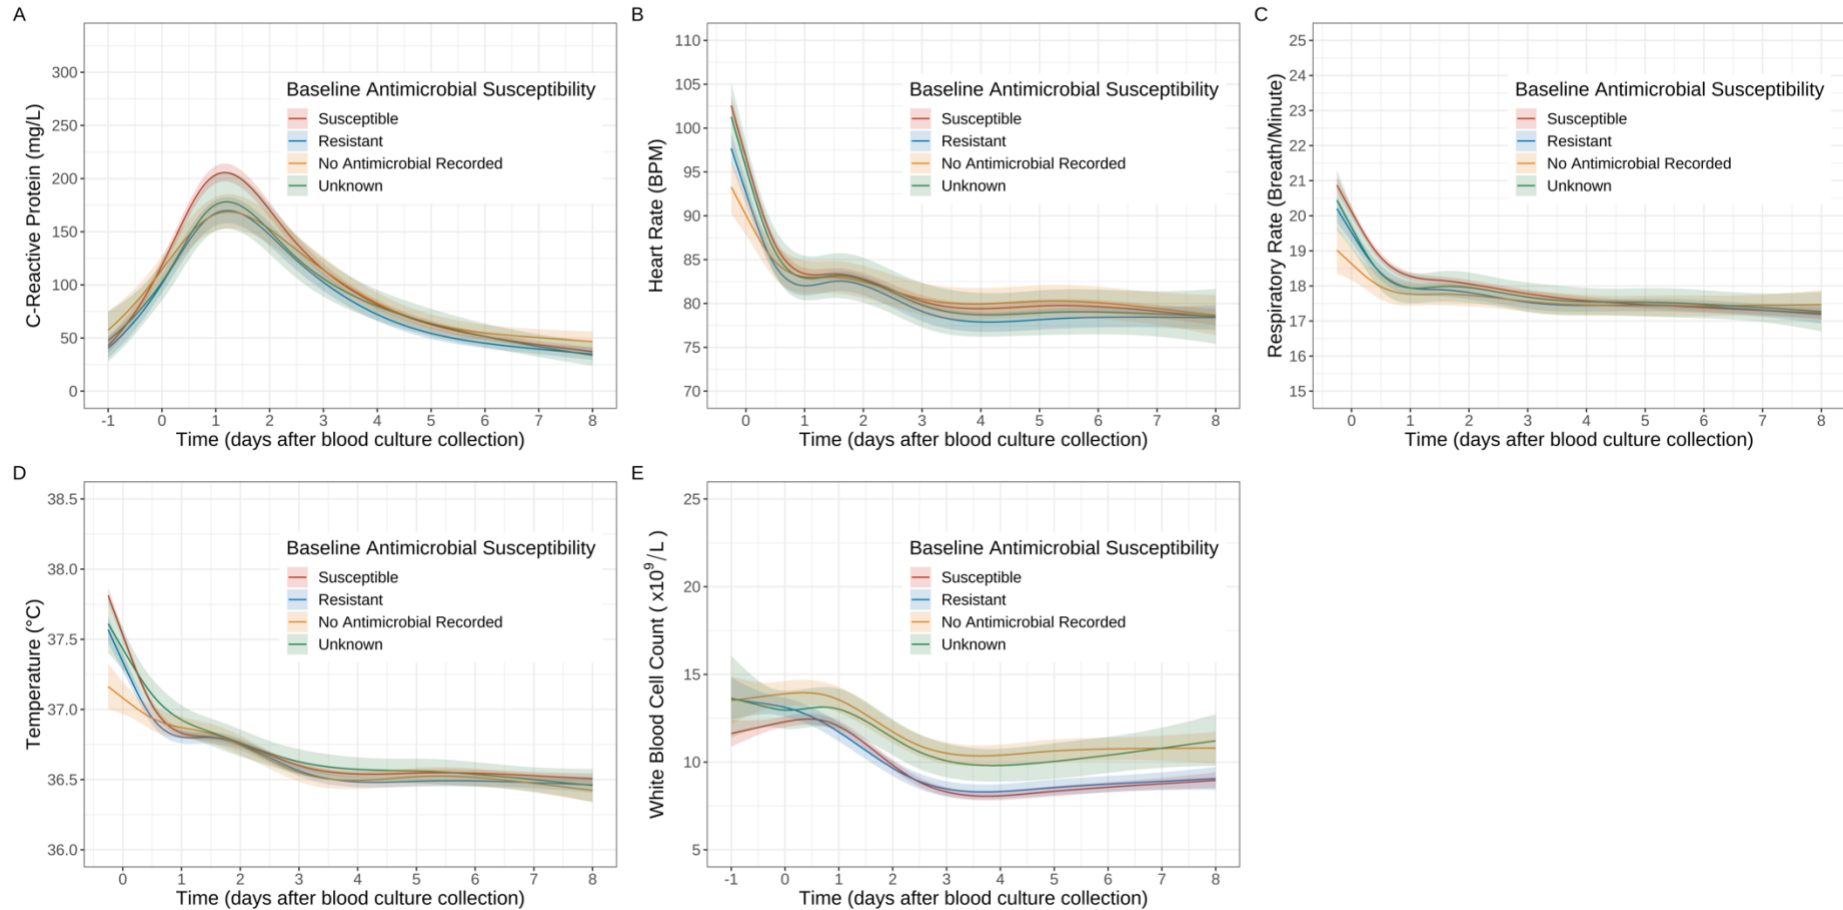 A
C-Reactive Protein (mg/L)
300
250
200
150
100
50
0
Baseline Antimicrobial Susceptibility
Susceptible
Resistant
No Antimicrobial Recorded
Unknown
-1 0 1 2 3 4 5 6 7 8
Time (days after blood culture collection)
B
Heart Rate (BPM)
110
105
100
95
90
85
80
75
70
Baseline Antimicrobial Susceptibility
Susceptible
Resistant
No Antimicrobial Recorded
Unknown
0 1 2 3 4 5 6 7 8
Time (days after blood culture collection)
C
Respiratory Rate (Breath/Minute)
25
24
23
22
21
20
19
18
17
16
15
Baseline Antimicrobial Susceptibility
Susceptible
Resistant
No Antimicrobial Recorded
Unknown
0 1 2 3 4 5 6 7 8
Time (days after blood culture collection)
D
Temperature (°C)
38.5
38.0
37.5
37.0
36.5
36.0
Baseline Antimicrobial Susceptibility
Susceptible
Resistant
No Antimicrobial Recorded
Unknown
0 1 2 3 4 5 6 7 8
Time (days after blood culture collection)
E
White Blood Cell Count ( x10⁹/L )
25
20
15
10
5
Baseline Antimicrobial Susceptibility
Susceptible
Resistant
No Antimicrobial Recorded
Unknown
-1 0 1 2 3 4 5 6 7 8
Time (days after blood culture collection)